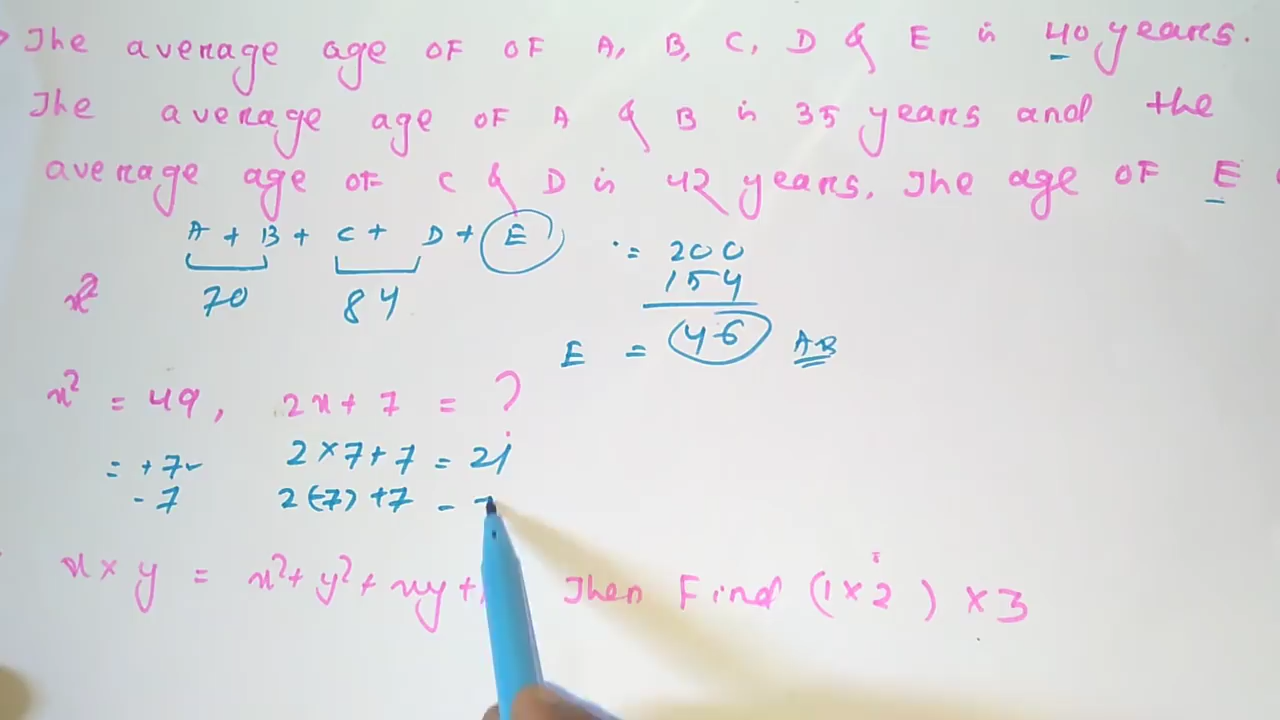 The average age of of A, B, C, D & E is 40 years.
The average age of A & B is 35 years and the
average age of C & D is 42 years. The age of E
A + B + C + D + E = 200
70 84 154
x²
E = 46 AB
x² = 49, 2x + 7 = ?
= +7 2 × 7 + 7 = 21
- 7 2 (-7) + 7 -
x × y = x² + y² + xy + Then Find (1 × 2) × 3